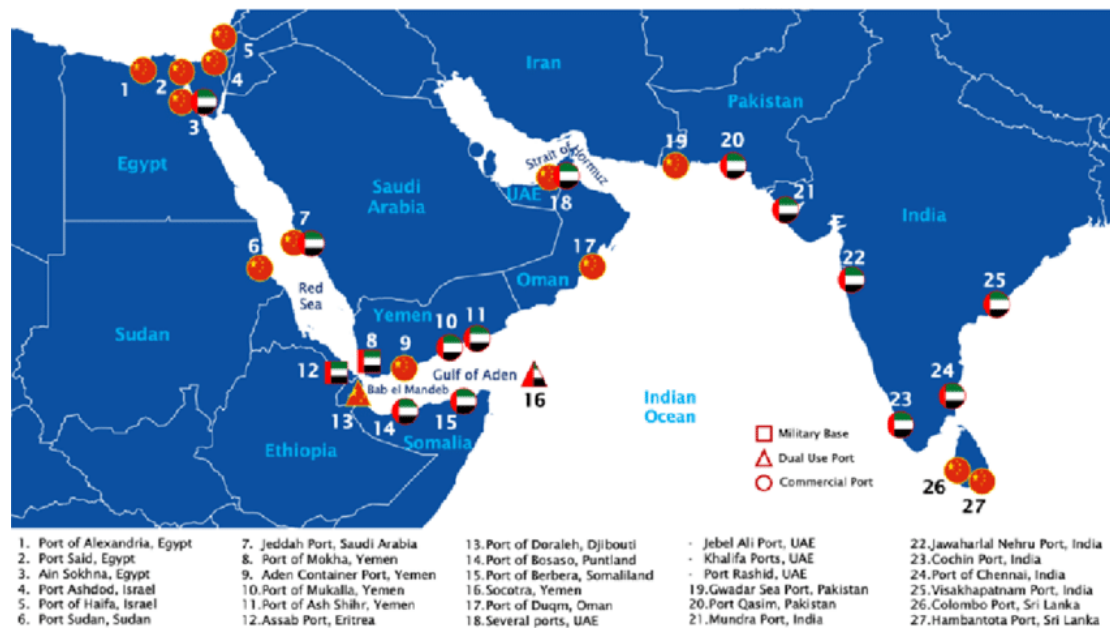 5
1
2
4
3
Iran
Pakistan
Egypt
Strait of Hormuz
19
20
Saudi
Arabia
UAE
18
21
India
7
6
17
22
Red
Sea
Oman
25
Sudan
Yemen
10
11
8
9
12
Gulf of Aden
Bab el Mandeb
16
Indian
Ocean
24
23
13
14
15
Somalia
Ethiopia
Military Base
Dual Use Port
Commercial Port
26
27
1. Port of Alexandria, Egypt
2. Port Said, Egypt
3. Ain Sokhna, Egypt
4. Port Ashdod, Israel
5. Port of Haifa, Israel
6. Port Sudan, Sudan
7. Jeddah Port, Saudi Arabia
8. Port of Mokha, Yemen
9. Aden Container Port, Yemen
10.Port of Mukalla, Yemen
11.Port of Ash Shihr, Yemen
12.Assab Port, Eritrea
13.Port of Doraleh, Djibouti
14.Port of Bosaso, Puntland
15.Port of Berbera, Somaliland
16.Socotra, Yemen
17.Port of Duqm, Oman
18.Several ports, UAE
- Jebel Ali Port, UAE
- Khalifa Ports, UAE
- Port Rashid, UAE
19.Gwadar Sea Port, Pakistan
20.Port Qasim, Pakistan
21.Mundra Port, India
22.Jawaharlal Nehru Port, India
23.Cochin Port, India
24.Port of Chennai, India
25.Visakhapatnam Port, India
26.Colombo Port, Sri Lanka
27.Hambantota Port, Sri Lanka